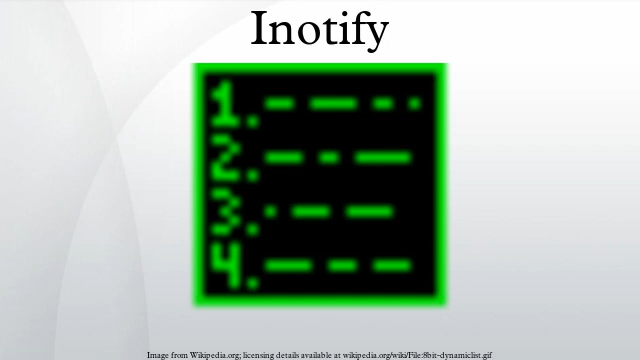 Inotify
1.
2.
3.
4.
Image from Wikipedia.org; licensing details available at wikipedia.org/wiki/File:8bit-dynamiclist.gif